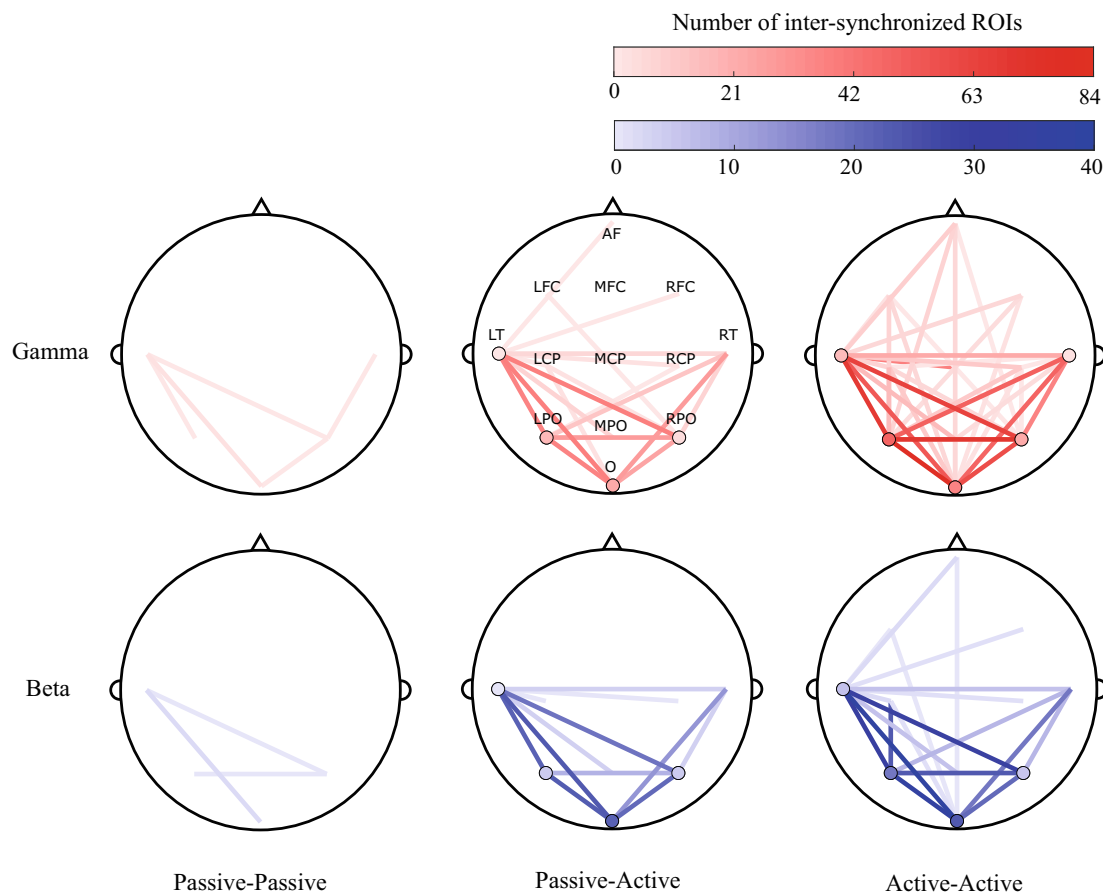 Number of inter-synchronized ROIs
0 21 42 63 84
0 10 20 30 40
Gamma
AF
LFC MFC RFC
LT RT
LCP MCP RCP
LPO MPO RPO
O
Beta
Passive-Passive Passive-Active Active-Active